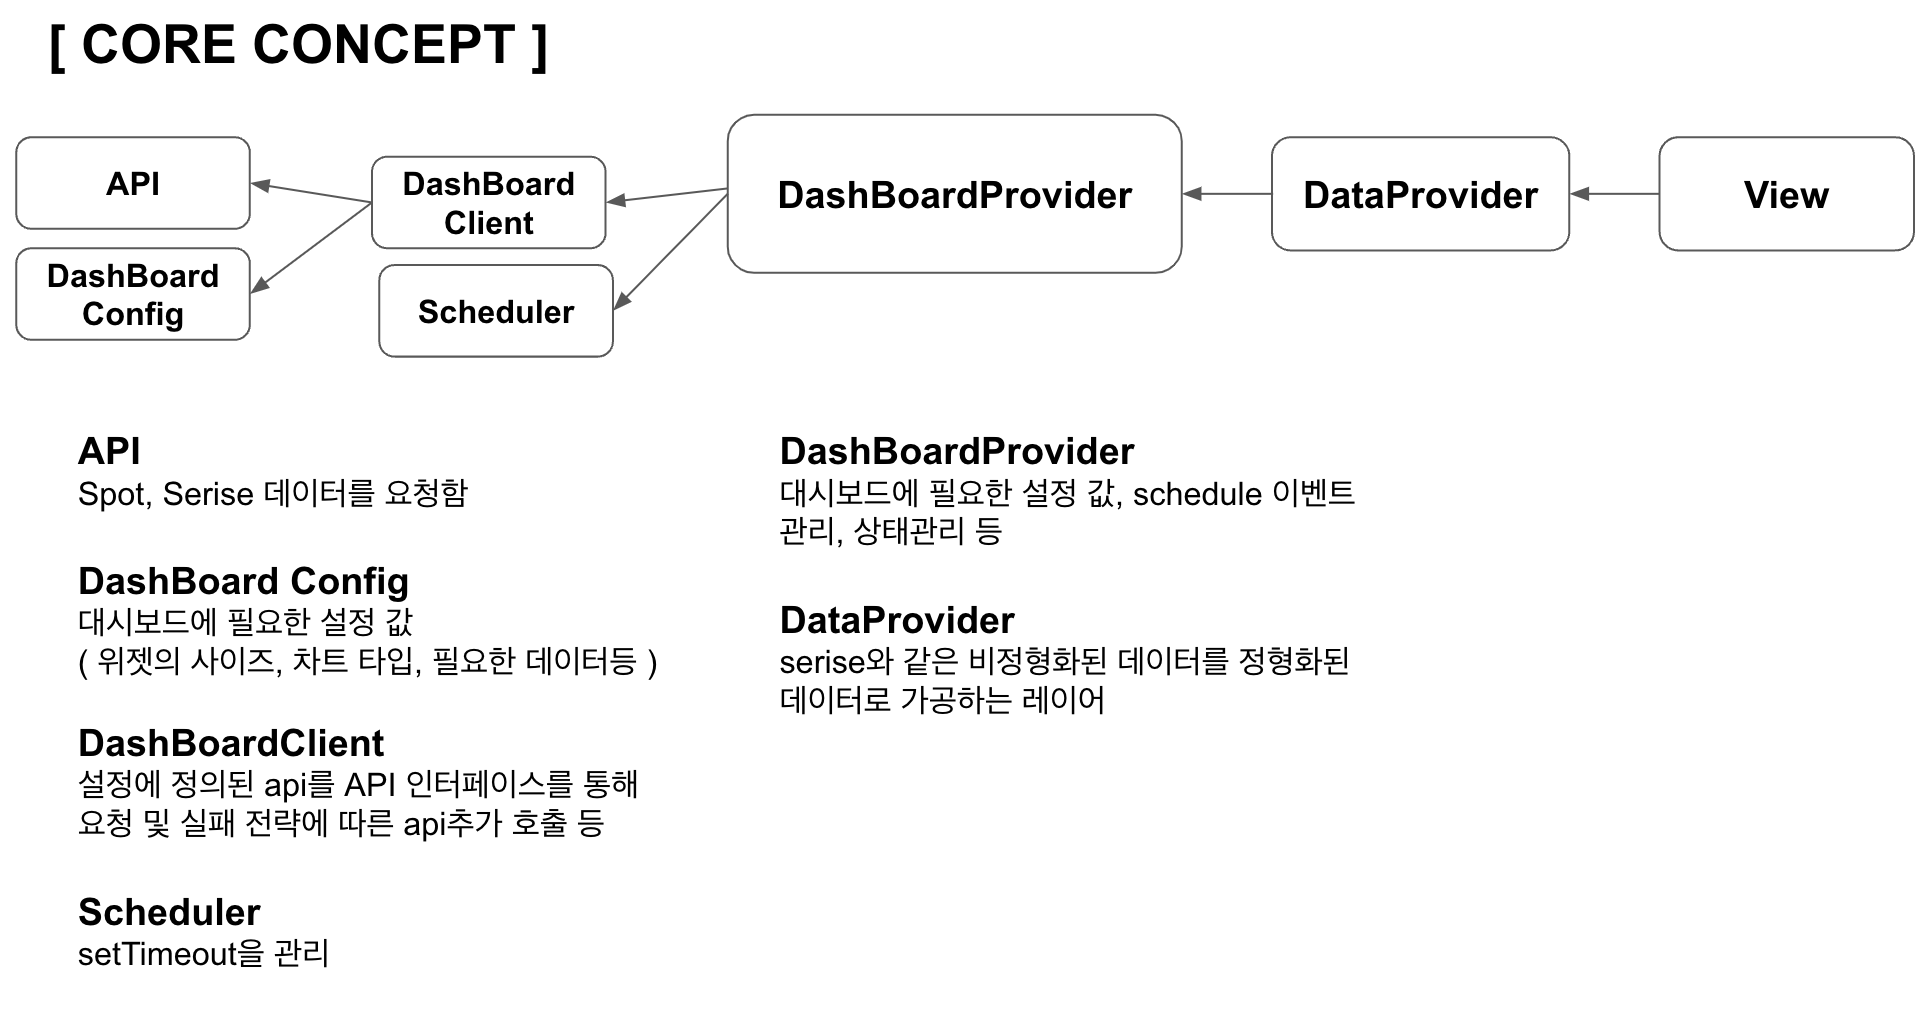 [ CORE CONCEPT ]
API
DashBoard
Config
DashBoard
Client
Scheduler
DashBoardProvider
DataProvider
View
API
Spot, Serise 데이터를 요청함
DashBoard Config
대시보드에 필요한 설정 값
( 위젯의 사이즈, 차트 타입, 필요한 데이터등 )
DashBoardClient
설정에 정의된 api를 API 인터페이스를 통해
요청 및 실패 전략에 따른 api추가 호출 등
Scheduler
setTimeout을 관리
DashBoardProvider
대시보드에 필요한 설정 값, schedule 이벤트
관리, 상태관리 등
DataProvider
serise와 같은 비정형화된 데이터를 정형화된
데이터로 가공하는 레이어